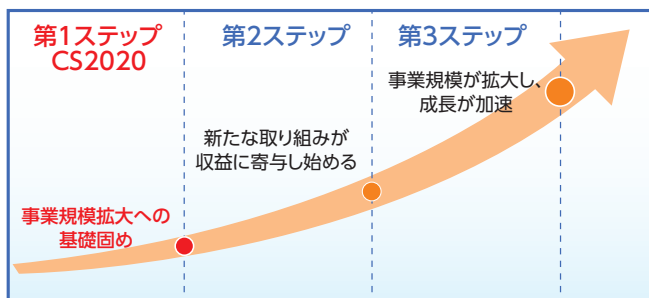 第1ステップ
CS2020
第2ステップ
第3ステップ
事業規模が拡大し、
成長が加速
新たな取り組みが
収益に寄与し始める
事業規模拡大への
基礎固め